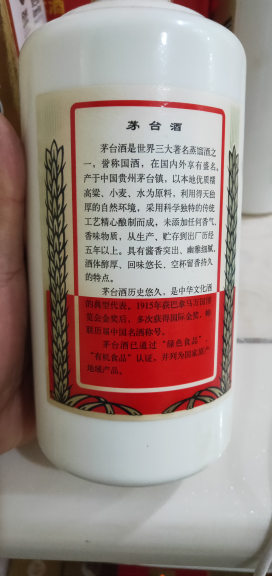 茅台酒
茅台酒是世界三大著名蒸馏酒之
一，誉称国酒，在国内外享有盛名。
产于中国贵州茅台镇，以本地优质糯
高粱、小麦、水为原料，利用得天独
厚的自然环境，采用科学独特的传统
工艺精心酿制而成，未添加任何香气、
香味物质，从生产、贮存到出厂历经
五年以上。具有酱香突出、幽雅细腻、
酒体醇厚、回味悠长、空杯留香持久
的特点。
茅台酒历史悠久，是中华文化酒
的典型代表，1915年获巴拿马万国博
览会金奖后，多次获得国际金奖，蝉
联历届中国名酒称号。
茅台酒已通过“绿色食品”、
“有机食品”认证，并列为国家原产
地域产品。